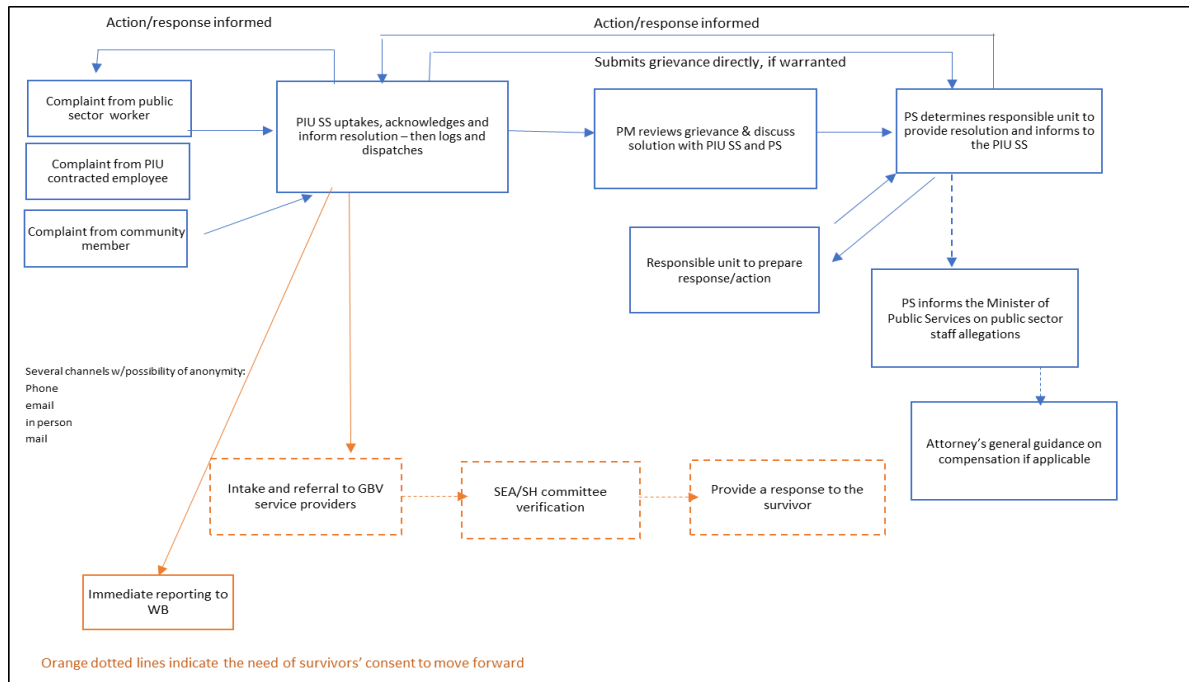 Action/response informed
Action/response informed
Submits grievance directly, if warranted
Complaint from public
sector worker
Complaint from PIU
contracted employee
Complaint from community
member
PIU SS uptakes, acknowledges and
inform resolution – then logs and
dispatches
PM reviews grievance & discuss
solution with PIU SS and PS
PS determines responsible unit to
provide resolution and informs to
the PIU SS
Responsible unit to prepare
response/action
PS informs the Minister of
Public Services on public sector
staff allegations
Attorney's general guidance on
compensation if applicable
Several channels w/possibility of anonymity:
Phone
email
in person
mail
Intake and referral to GBV
service providers
SEA/SH committee
verification
Provide a response to the
survivor
Immediate reporting to
WB
Orange dotted lines indicate the need of survivors' consent to move forward